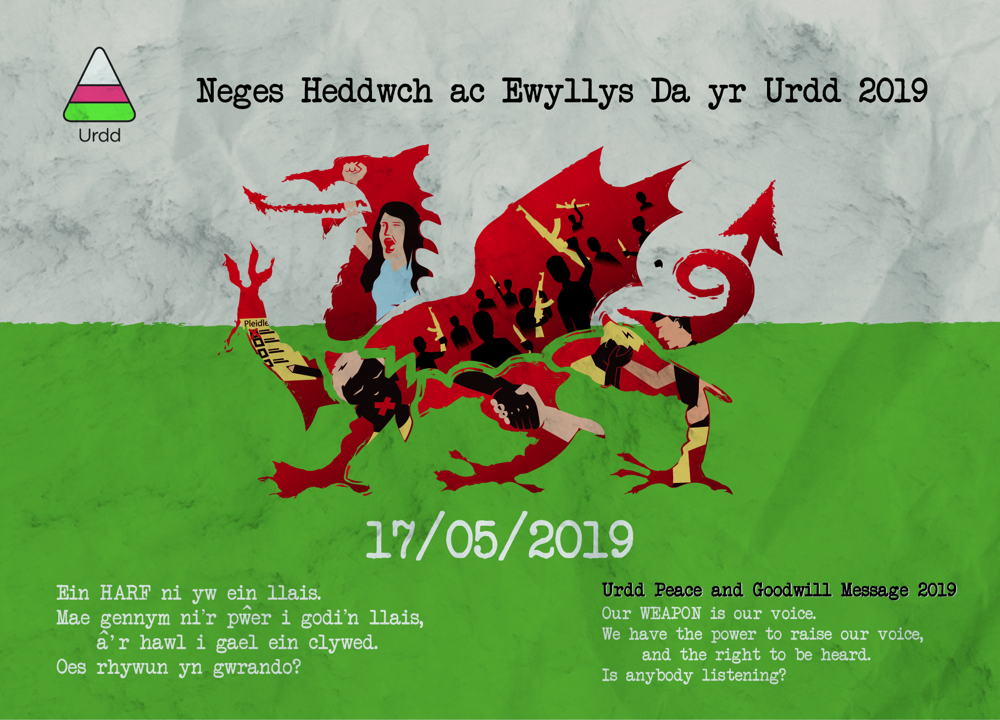 Urdd
Neges Heddwch ac Ewyllys Da yr Urdd 2019
Pleidle
17/05/2019
Ein HARF ni yw ein llais.
Mae gennym ni'r pŵer i godi'n llais,
â'r hawl i gael ein clywed.
Oes rhywun yn gwrando?
Urdd Peace and Goodwill Message 2019
Our WEAPON is our voice.
We have the power to raise our voice,
and the right to be heard.
Is anybody listening?